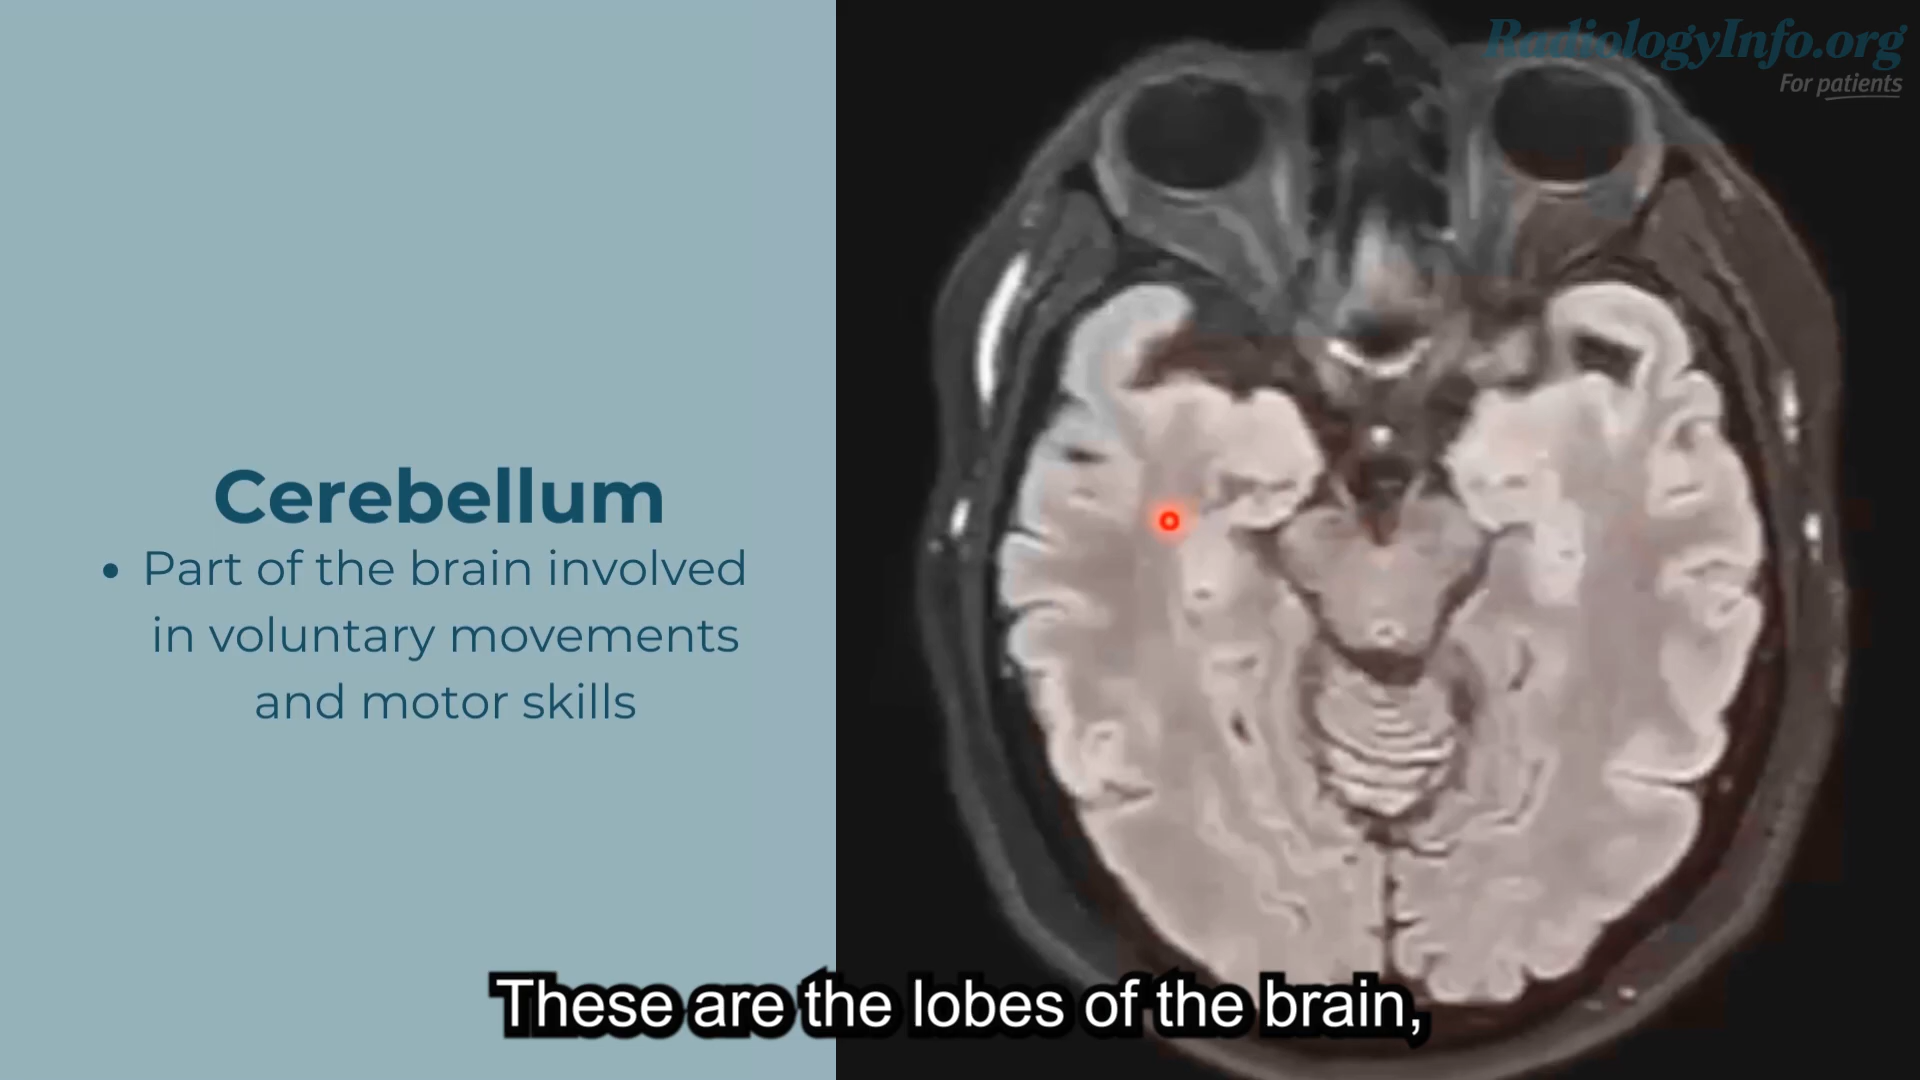 RadiologyInfo.org
For patients
Cerebellum
• Part of the brain involved
in voluntary movements
and motor skills
These are the lobes of the brain,